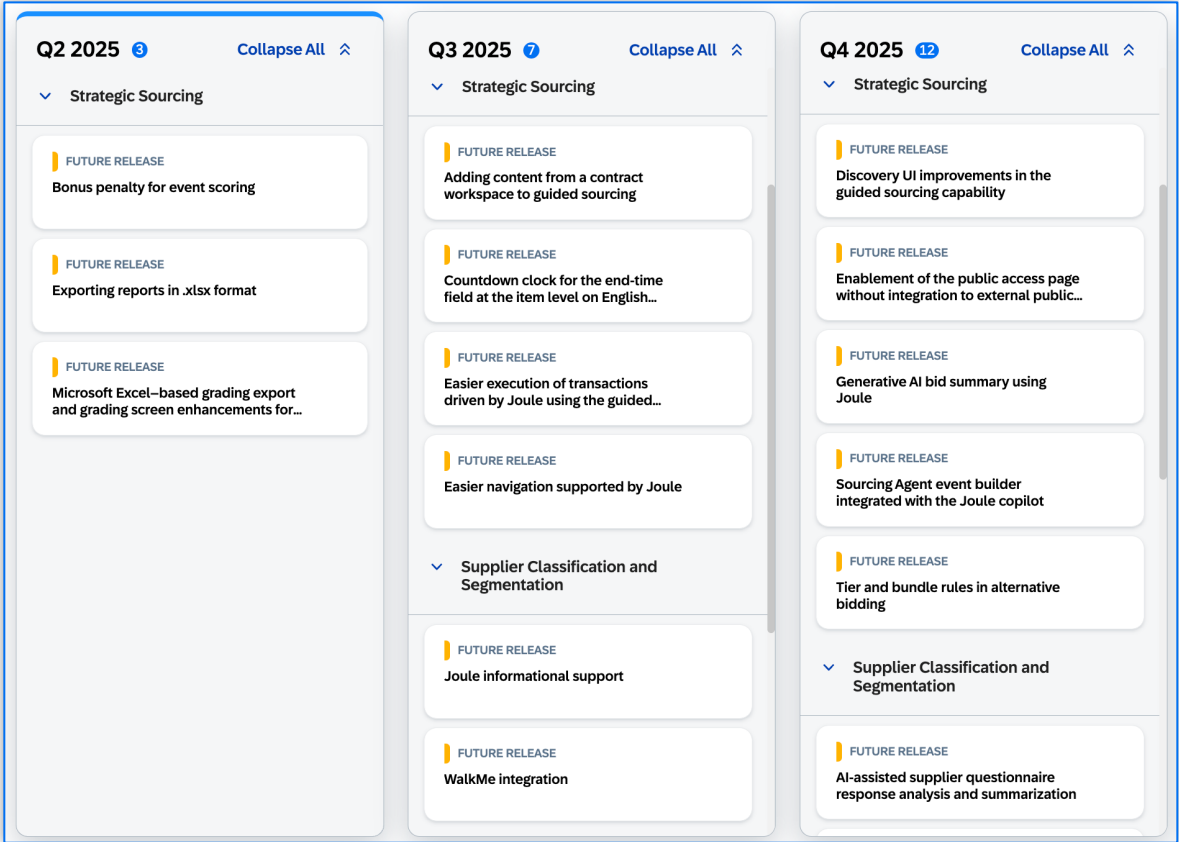 Q2 2025 3 Collapse All
Strategic Sourcing
FUTURE RELEASE
Bonus penalty for event scoring
FUTURE RELEASE
Exporting reports in .xlsx format
FUTURE RELEASE
Microsoft Excel–based grading export
and grading screen enhancements for...
Q3 2025 7 Collapse All
Strategic Sourcing
FUTURE RELEASE
Adding content from a contract
workspace to guided sourcing
FUTURE RELEASE
Countdown clock for the end-time
field at the item level on English...
FUTURE RELEASE
Easier execution of transactions
driven by Joule using the guided...
FUTURE RELEASE
Easier navigation supported by Joule
Supplier Classification and
Segmentation
FUTURE RELEASE
Joule informational support
FUTURE RELEASE
WalkMe integration
Q4 2025 12 Collapse All
Strategic Sourcing
FUTURE RELEASE
Discovery UI improvements in the
guided sourcing capability
FUTURE RELEASE
Enablement of the public access page
without integration to external public...
FUTURE RELEASE
Generative AI bid summary using
Joule
FUTURE RELEASE
Sourcing Agent event builder
integrated with the Joule copilot
FUTURE RELEASE
Tier and bundle rules in alternative
bidding
Supplier Classification and
Segmentation
FUTURE RELEASE
AI-assisted supplier questionnaire
response analysis and summarization